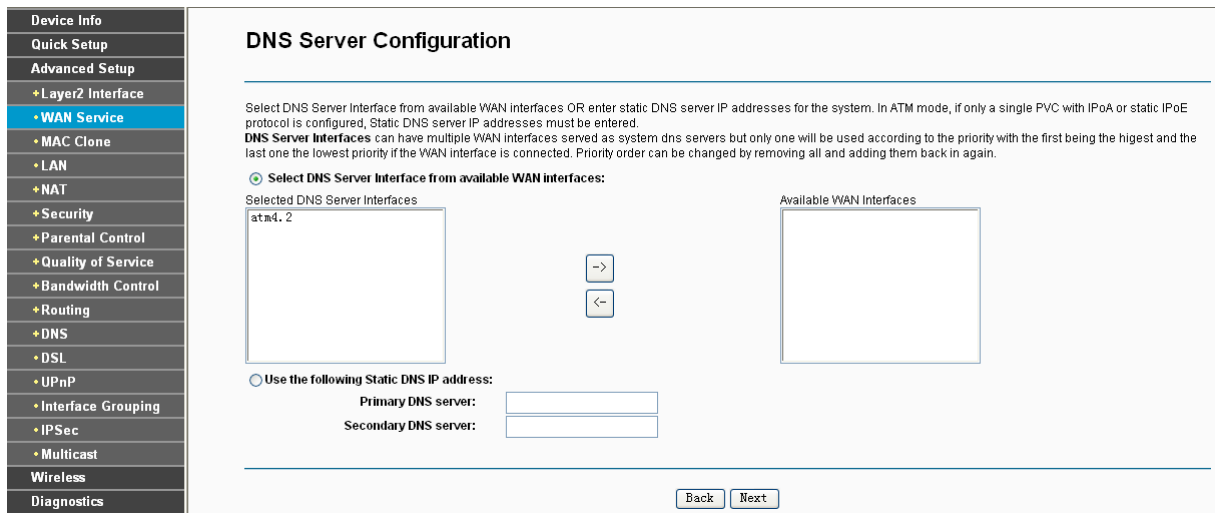 Device Info
Quick Setup
Advanced Setup
+Layer2 Interface
•WAN Service
•MAC Clone
•LAN
+NAT
+Security
+Parental Control
+Quality of Service
+Bandwidth Control
+Routing
+DNS
•DSL
•UPnP
•Interface Grouping
•IPSec
•Multicast
Wireless
Diagnostics
DNS Server Configuration
Select DNS Server Interface from available WAN interfaces OR enter static DNS server IP addresses for the system. In ATM mode, if only a single PVC with IPoA or static IPoE
protocol is configured, Static DNS server IP addresses must be entered.
DNS Server Interfaces can have multiple WAN interfaces served as system dns servers but only one will be used according to the priority with the first being the higest and the
last one the lowest priority if the WAN interface is connected. Priority order can be changed by removing all and adding them back in again.
Select DNS Server Interface from available WAN interfaces:
Selected DNS Server Interfaces
Available WAN Interfaces
atm4.2
->
<-
Use the following Static DNS IP address:
Primary DNS server:
Secondary DNS server:
Back Next